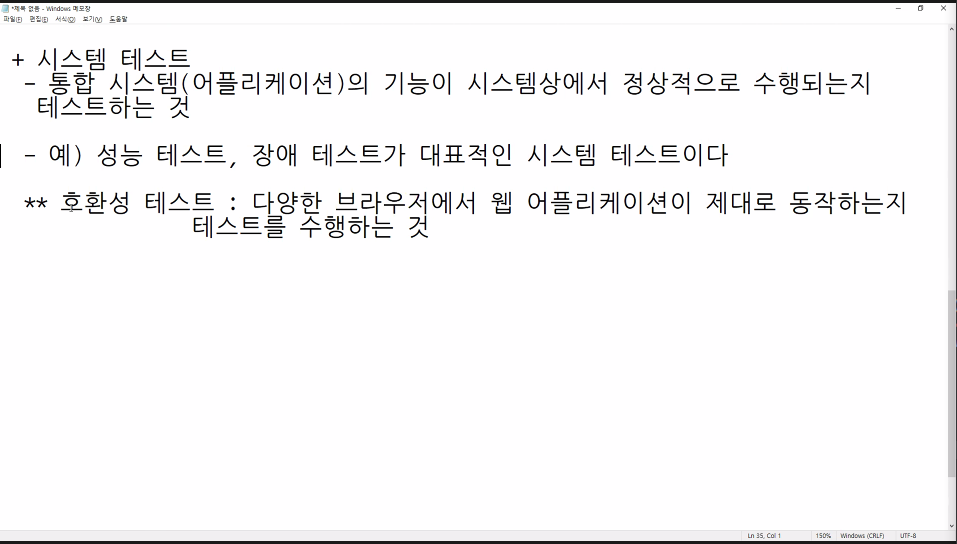 *제목 없음 - Windows 메모장
파일(F) 편집(E) 서식(O) 보기(V) 도움말
+ 시스템 테스트
- 통합 시스템(어플리케이션)의 기능이 시스템상에서 정상적으로 수행되는지
테스트하는 것
- 예) 성능 테스트, 장애 테스트가 대표적인 시스템 테스트이다
** 호환성 테스트 : 다양한 브라우저에서 웹 어플리케이션이 제대로 동작하는지
테스트를 수행하는 것
Ln 35, Col 1 150% Windows (CRLF) UTF-8